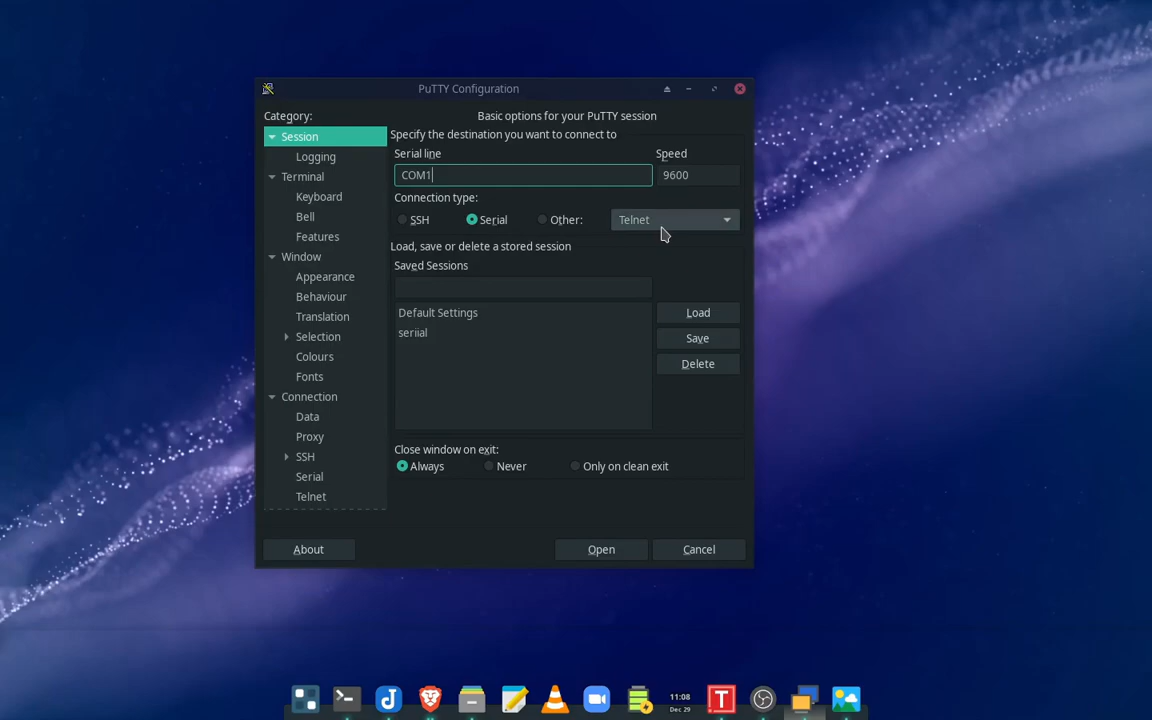 PuTTY Configuration
Category:
Basic options for your PuTTY session
Session
Logging
Terminal
Keyboard
Bell
Features
Window
Appearance
Behaviour
Translation
Selection
Colours
Fonts
Connection
Data
Proxy
SSH
Serial
Telnet
Specify the destination you want to connect to
Serial line
Speed
COM1
9600
Connection type:
SSH
Serial
Other:
Telnet
Load, save or delete a stored session
Saved Sessions
Default Settings
seriial
Load
Save
Delete
Close window on exit:
Always
Never
Only on clean exit
About
Open
Cancel
11:08
Dec 29
T